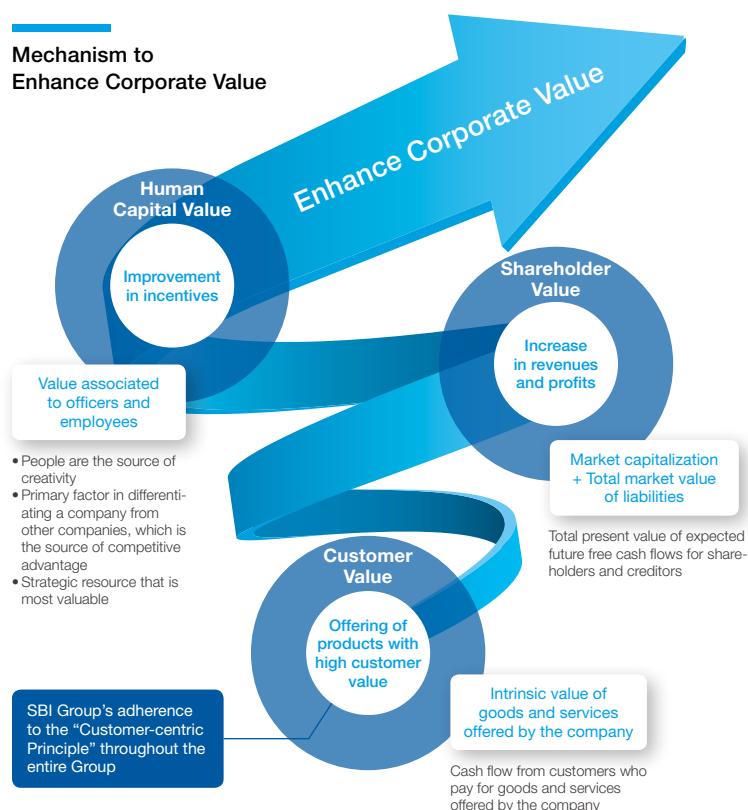 Mechanism to
Enhance Corporate Value
Enhance Corporate Value
Human
Capital Value
Improvement
in incentives
Shareholder
Value
Increase
in revenues
and profits
Value associated
to officers and
employees
• People are the source of
creativity
• Primary factor in differenti-
ating a company from
other companies, which is
the source of competitive
advantage
• Strategic resource that is
most valuable
Market capitalization
+ Total market value
of liabilities
Total present value of expected
future free cash flows for share-
holders and creditors
Customer
Value
Offering of
products with
high customer
value
SBI Group's adherence
to the “Customer-centric
Principle” throughout the
entire Group
Intrinsic value of
goods and services
offered by the company
Cash flow from customers who
pay for goods and services
offered by the company